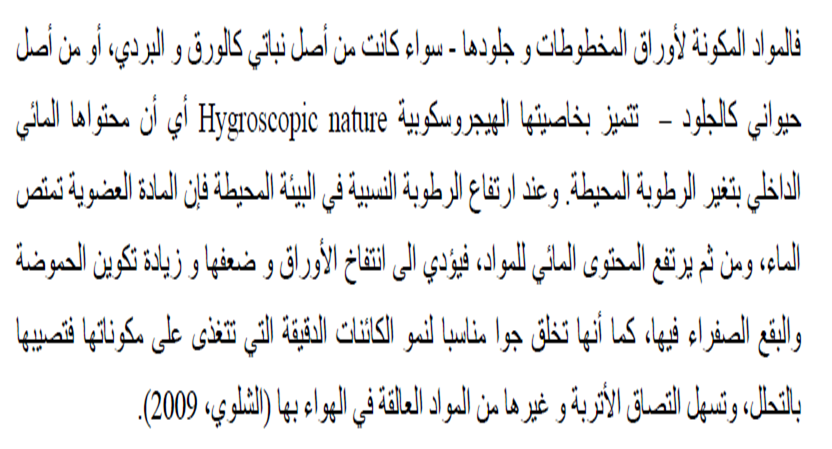 فالمواد المكونة لأوراق المخطوطات و جلودها - سواء كانت من أصل نباتي كالورق و البردي، أو من أصل
حيواني كالجلود – تتميز بخاصيتها الهيجروسكوبية Hygroscopic nature أي أن محتواها المائي
الداخلي بتغير الرطوبة المحيطة. وعند ارتفاع الرطوبة النسبية في البيئة المحيطة فإن المادة العضوية تمتص
الماء، ومن ثم يرتفع المحتوى المائي للمواد، فيؤدي الى انتفاخ الأوراق و ضعفها و زيادة تكوين الحموضة
والبقع الصفراء فيها، كما أنها تخلق جوا مناسبا لنمو الكائنات الدقيقة التي تتغذى على مكوناتها فتصيبها
بالتحلل، وتسهل التصاق الأتربة و غيرها من المواد العالقة في الهواء بها (الشلوي، 2009).